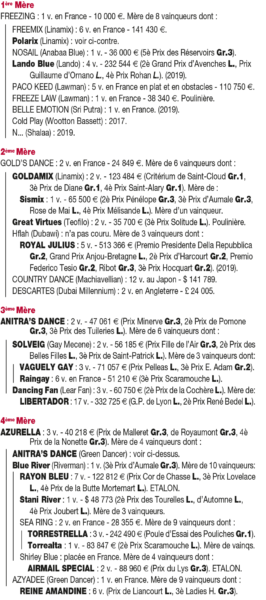 1ère Mère
FREEZING : 1 v. en France - 10 000 €. Mère de 8 vainqueurs dont :
FREEMIX (Linamix) : 6 v. en France - 141 430 €.
Polarix (Linamix) : voir ci-contre.
NOSAIL (Anabaa Blue) : 1 v. - 36 000 € (5è Prix des Réservoirs Gr.3).
Lando Blue (Lando) : 4 v. - 232 544 € (2è Grand Prix d'Avenches L., Prix
Guillaume d'Ornano L., 4è Prix Rohan L.). (2019).
PACO KEED (Lawman) : 5 v. en France en plat et en obstacles - 110 750 €.
FREEZE LAW (Lawman) : 1 v. en France - 38 340 €. Poulinière.
BELLE EMOTION (Sri Putra) : 1 v. en France. (2019).
Cold Play (Wootton Bassett) : 2017.
N... (Shalaa) : 2019.
2ème Mère
GOLD'S DANCE : 2 v. en France - 24 849 €. Mère de 6 vainqueurs dont :
GOLDAMIX (Linamix) : 2 v. - 123 484 € (Critérium de Saint-Cloud Gr.1,
3è Prix de Diane Gr.1, 4è Prix Saint-Alary Gr.1). Mère de :
Sismix : 1 v. - 65 500 € (2è Prix Pénélope Gr.3, 3è Prix d'Aumale Gr.3,
Rose de Mai L., 4è Prix Mélisande L.). Mère d'un vainqueur.
Great Virtues (Teofilo) : 2 v. - 35 700 € (3è Prix Solitude L.). Poulinière.
Hflah (Dubawi) : n'a pas couru. Mère de 3 vainqueurs dont :
ROYAL JULIUS : 5 v. - 513 366 € (Premio Presidente Della Repubblica
Gr.2, Grand Prix Anjou-Bretagne L., 2è Prix d'Harcourt Gr.2, Premio
Federico Tesio Gr.2, Ribot Gr.3, 3è Prix Hocquart Gr.2). (2019).
COUNTRY DANCE (Machiavellian) : 12 v. au Japon - $ 141 789.
DESCARTES (Dubai Millennium) : 2 v. en Angleterre - £ 24 005.
3ème Mère
ANITRA'S DANCE : 2 v. - 47 061 € (Prix Minerve Gr.3, 2è Prix de Pomone
Gr.3, 3è Prix des Tuileries L.). Mère de 6 vainqueurs dont :
SOLVEIG (Gay Mecene) : 2 v. - 56 185 € (Prix Fille de l'Air Gr.3, 2è Prix des
Belles Filles L., 3è Prix de Saint-Patrick L.). Mère de 3 vainqueurs dont:
VAGUELY GAY : 3 v. - 71 057 € (Prix Pelleas L., 3è Prix E. Adam Gr.2).
Raingay : 6 v. en France - 51 210 € (3è Prix Scaramouche L.).
Dancing Fan (Lear Fan) : 3 v. - 60 750 € (2è Prix de la Cochère L.). Mère de:
LIBERTADOR : 17 v. - 332 725 € (G.P. de Lyon L., 2è Prix René Bedel L.).
4ème Mère
AZURELLA : 3 v. - 40 218 € (Prix de Malleret Gr.3, de Royaumont Gr.3, 4è
Prix de la Nonette Gr.3). Mère de 4 vainqueurs dont :
ANITRA'S DANCE (Green Dancer) : voir ci-dessus.
Blue River (Riverman) : 1 v. (3è Prix d'Aumale Gr.3). Mère de 10 vainqueurs:
RAYON BLEU : 7 v. - 122 812 € (Prix Cor de Chasse L., 3è Prix Lovelace
L., 4è Prix de la Butte Mortemart L.). ETALON.
Stani River : 1 v. - $ 48 773 (2è Prix des Tourelles L., d'Automne L.,
4è Prix Joubert L.). Mère de 3 vainqueurs.
SEA RING : 2 v. en France - 28 355 €. Mère de 9 vainqueurs dont :
TORRESTRELLA : 3 v. - 242 490 € (Poule d'Essai des Pouliches Gr.1).
Torrealta : 1 v. - 83 847 € (2è Prix Scaramouche L.). Mère de vainqs.
Shirley Blue : placée en France. Mère de 4 vainqueurs dont :
AIRMAIL SPECIAL : 2 v. - 88 960 € (Prix du Lys Gr.3). ETALON.
AZYADEE (Green Dancer) : 1 v. en France. Mère de 9 vainqueurs dont :
REINE AMANDINE : 6 v. (Prix de Liancourt L., 3è Ladies H. Gr.3).